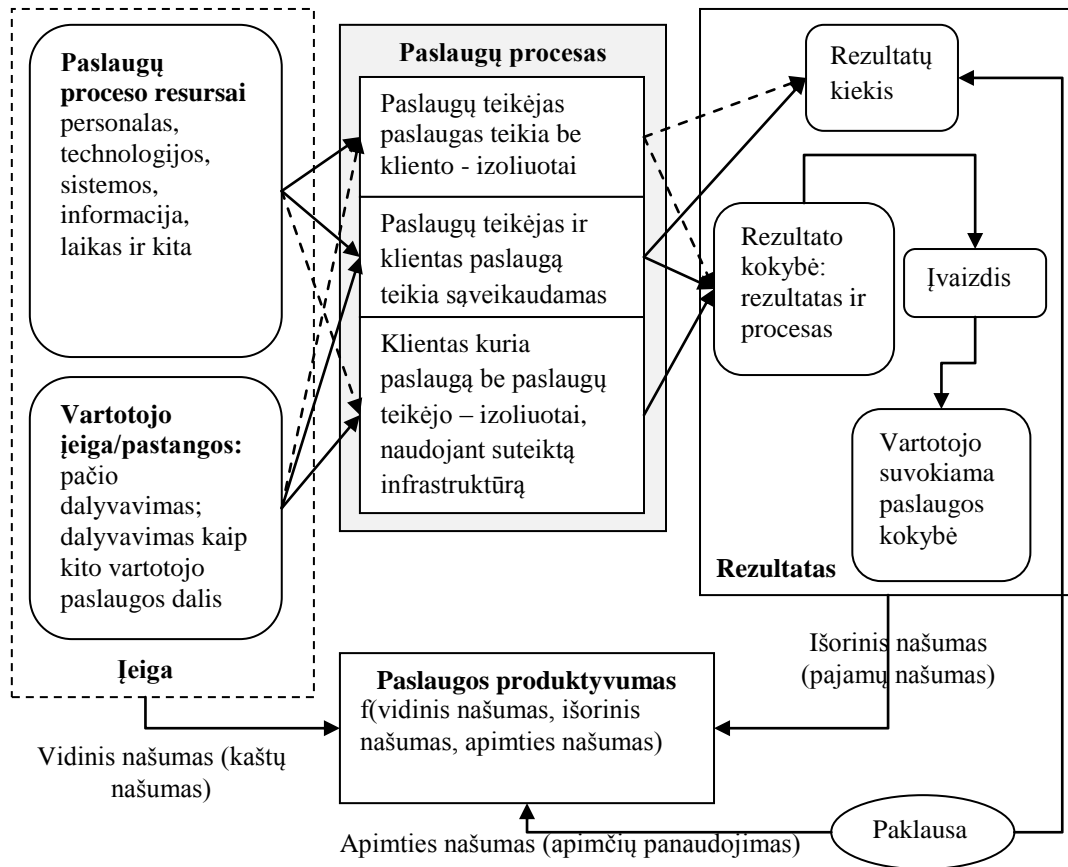 Paslaugų
proceso resursai
personalas,
technologijos,
sistemos,
informacija,
laikas ir kita
Vartotojo
įeiga/pastangos:
pačio
dalyvavimas;
dalyvavimas kaip
kito vartotojo
paslaugos dalis
Įeiga
Paslaugų procesas
Paslaugų teikėjas
paslaugas teikia be
kliento - izoliuotai
Paslaugų teikėjas ir
klientas paslaugą
teikia sąveikaudamas
Klientas kuria
paslaugą be paslaugų
teikėjo – izoliuotai,
naudojant suteiktą
infrastruktūrą
Rezultatų
kiekis
Rezultato
kokybė:
rezultatas ir
procesas
Įvaizdis
Vartotojo
suvokiama
paslaugos
kokybė
Rezultatas
Išorinis našumas
(pajamų našumas)
Paslaugos produktyvumas
f(vidinis našumas, išorinis
našumas, apimties našumas)
Vidinis našumas (kaštų
našumas)
Apimties našumas (apimčių panaudojimas)
Paklausa